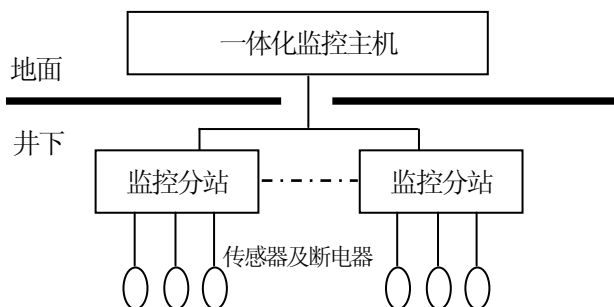 一体化监控主机
地面
井下
监控分站
监控分站
传感器及断电器